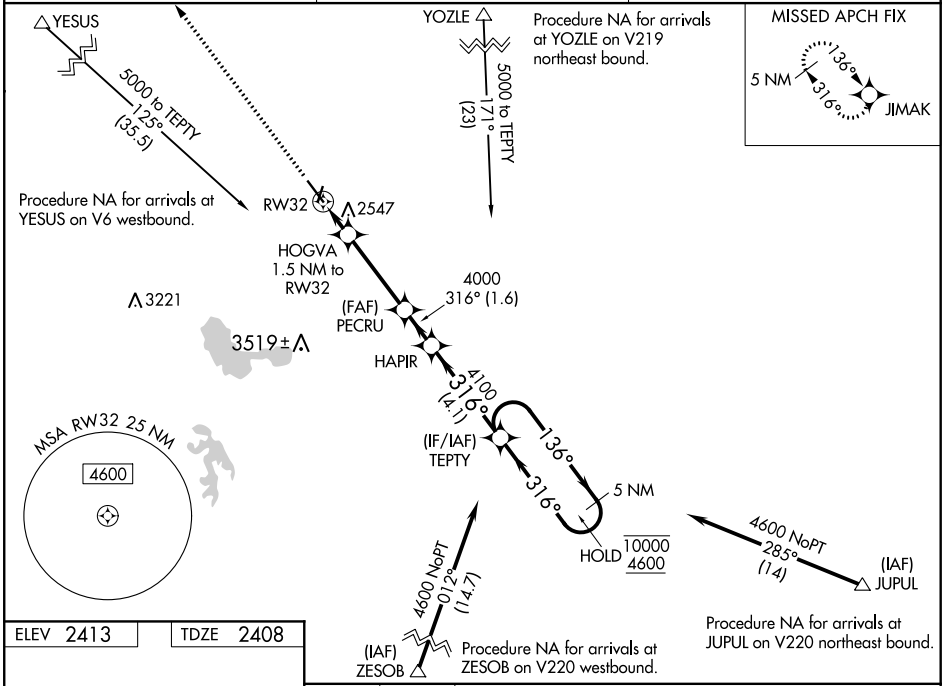 YESUS
5000 to TEPTY
125°
(35.5)
Procedure NA for arrivals at
YESUS on V6 westbound.
YOZLE
5000 to TEPTY
171°
(23)
Procedure NA for arrivals
at YOZLE on V219
northeast bound.
MISSED APCH FIX
5 NM
136°
316°
JIMAK
RW32
2547
HOGVA
1.5 NM to
RW32
3221
3519±
(FAF)
PECRU
4000
316° (1.6)
HAPIR
4100
316°
(4.1)
(IF/IAF)
TEPTY
136°
316°
5 NM
HOLD
10000
4600
MSA RW32 25 NM
4600
4600 NoPT
285°
(14)
(IAF)
JUPUL
Procedure NA for arrivals at
JUPUL on V220 northeast bound.
4600 NoPT
012°
(14.7)
(IAF)
ZESOB
Procedure NA for arrivals at
ZESOB on V220 westbound.
ELEV 2413
TDZE 2408